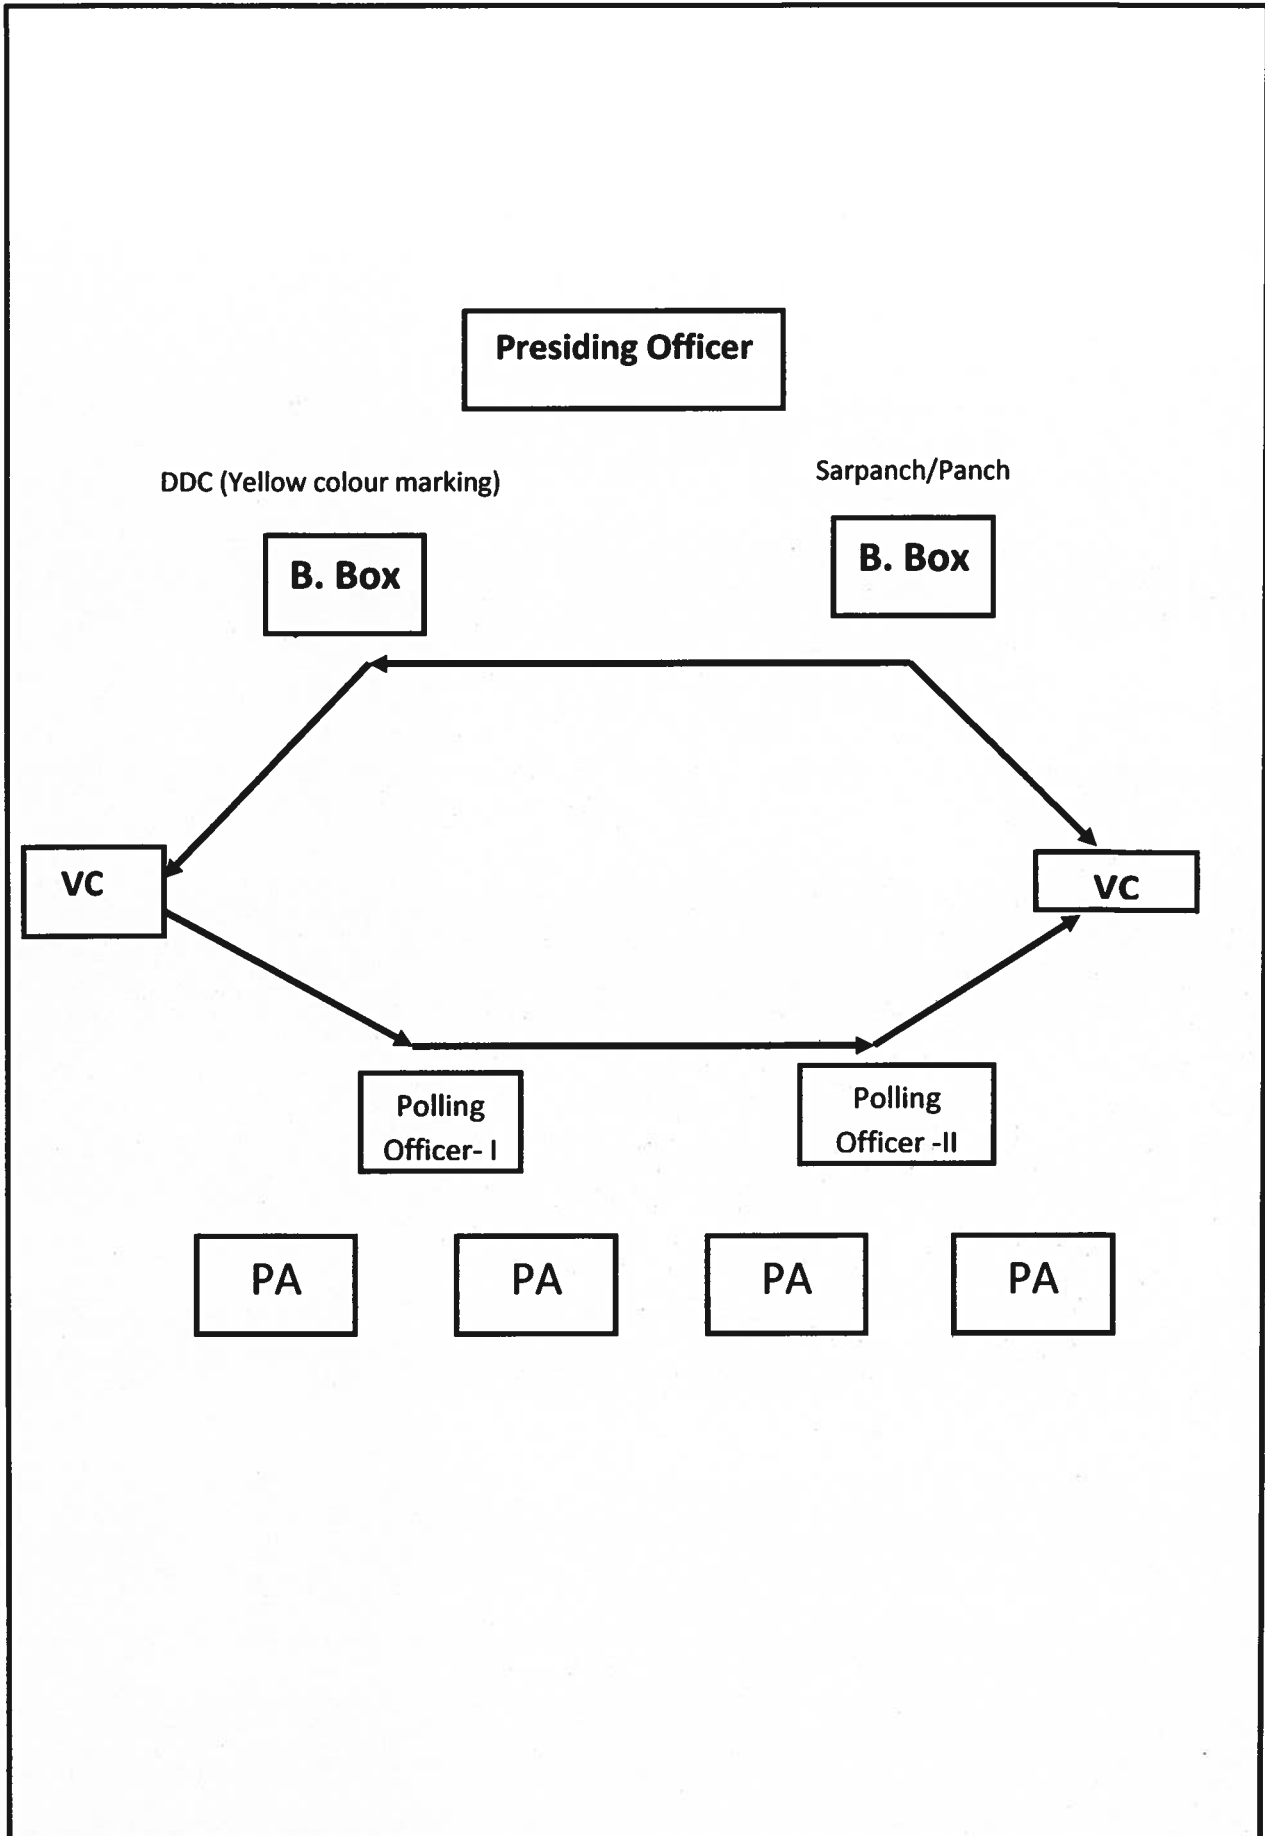 Presiding Officer
DDC (Yellow colour marking)
Sarpanch/Panch
B. Box
B. Box
VC
VC
Polling
Officer- I
Polling
Officer -II
PA
PA
PA
PA